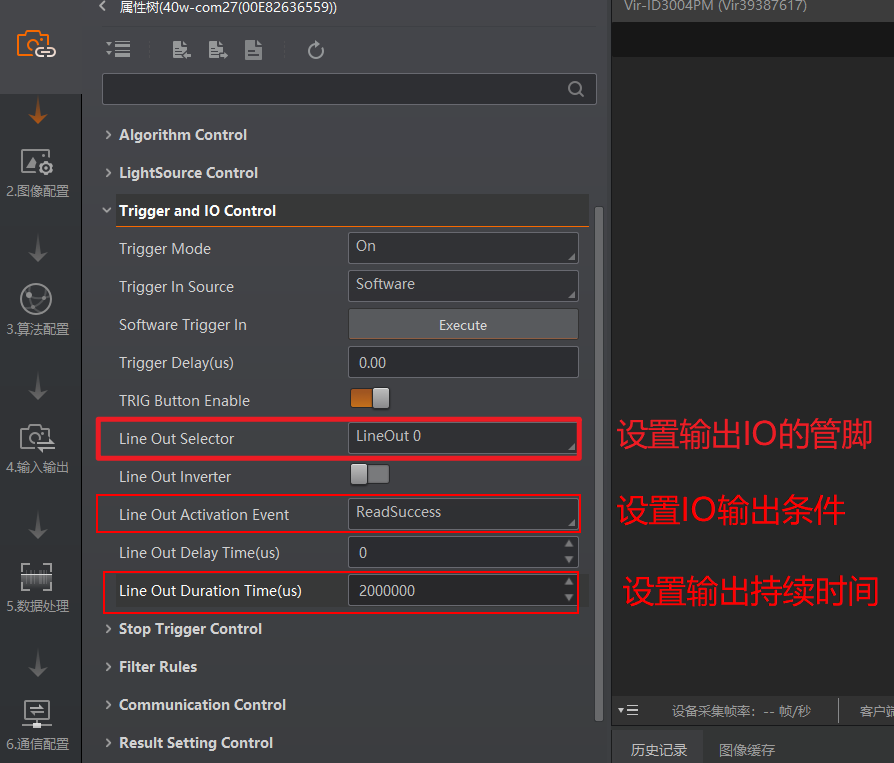 属性树(40w-com27(00E82636559))
Vir-ID3004PM (Vir39387617)
2.图像配置
3.算法配置
4.输入输出
5.数据处理
6.通信配置
Algorithm Control
LightSource Control
Trigger and IO Control
Trigger Mode On
Trigger In Source Software
Software Trigger In Execute
Trigger Delay(us) 0.00
TRIG Button Enable
Line Out Selector LineOut 0
设置输出IO的管脚
Line Out Inverter
Line Out Activation Event ReadSuccess
设置IO输出条件
Line Out Delay Time(us) 0
Line Out Duration Time(us) 2000000
设置输出持续时间
Stop Trigger Control
Filter Rules
Communication Control
Result Setting Control
设备采集帧率: -- 帧/秒
客户端
历史记录
图像缓存